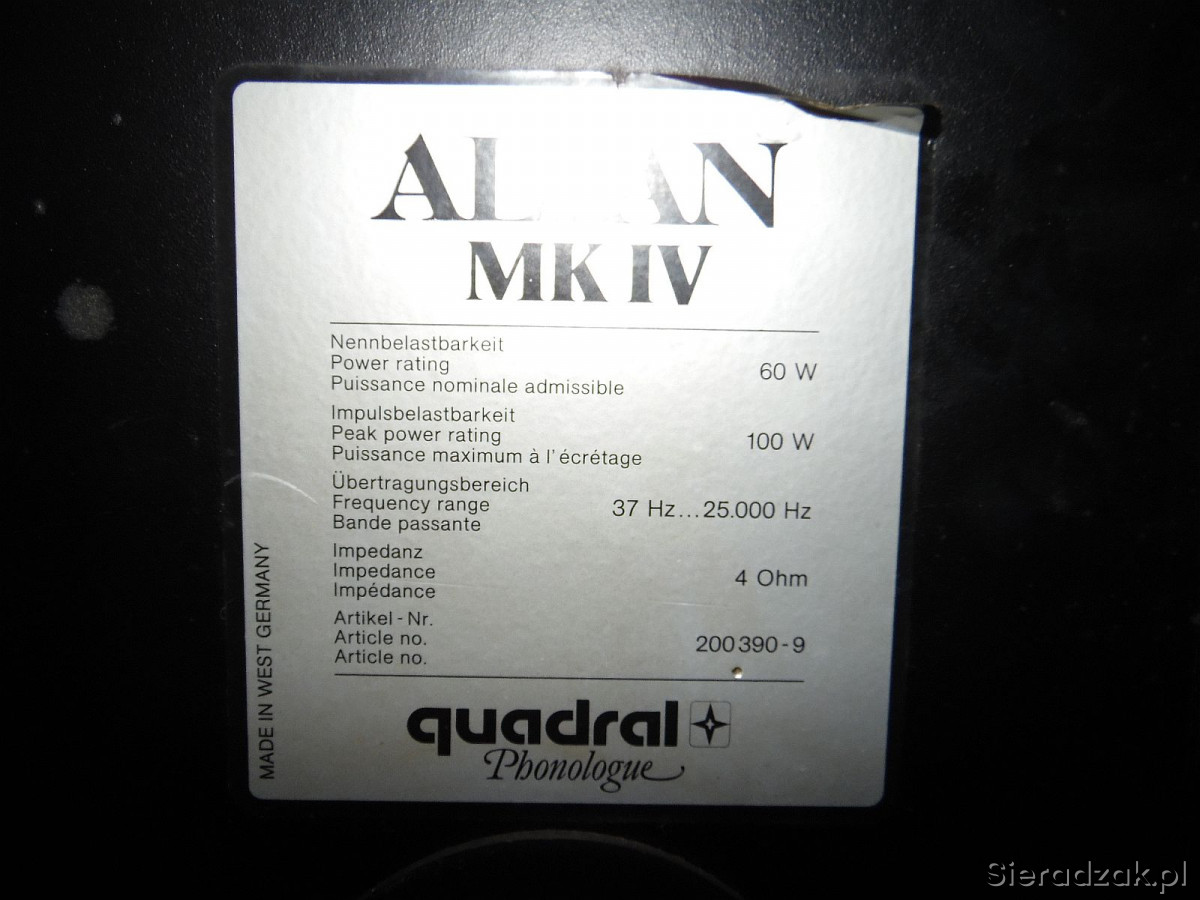 MK IV
Nennbelastbarkeit
Power rating
Puissance nominale admissible
60 W
Impulsbelastbarkeit
Peak power rating
Puissance maximum à l'écrétage
100 W
Übertragungsbereich
Frequency range
Bande passante
37 Hz...25.000 Hz
Impedanz
Impedance
Impédance
4 Ohm
Artikel-Nr.
Article no.
Article no.
200390-9
MADE IN WEST GERMANY
quadral
Phonologue
Sieradzak.pl